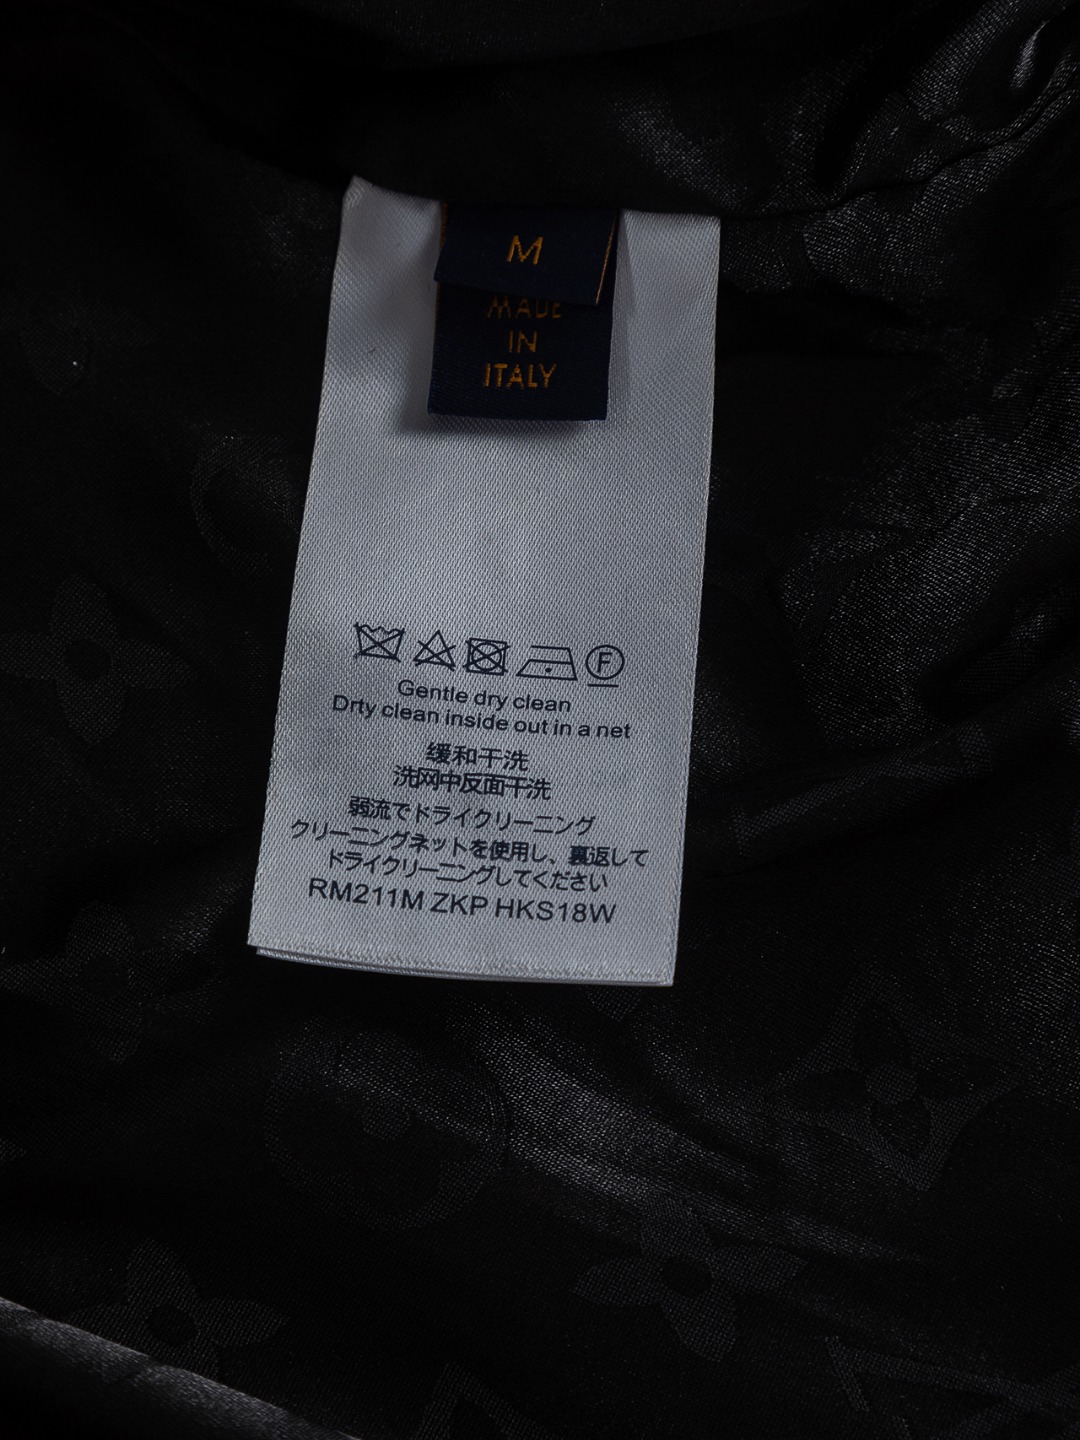 M
MADE
IN
ITALY
F
Gentle dry clean
Drty clean inside out in a net
缓和干洗
洗网中反面干洗
弱流でドライクリーニング
クリーニングネットを使用し、裏返して
ドライクリーニングしてください
RM211M ZKP HKS18W